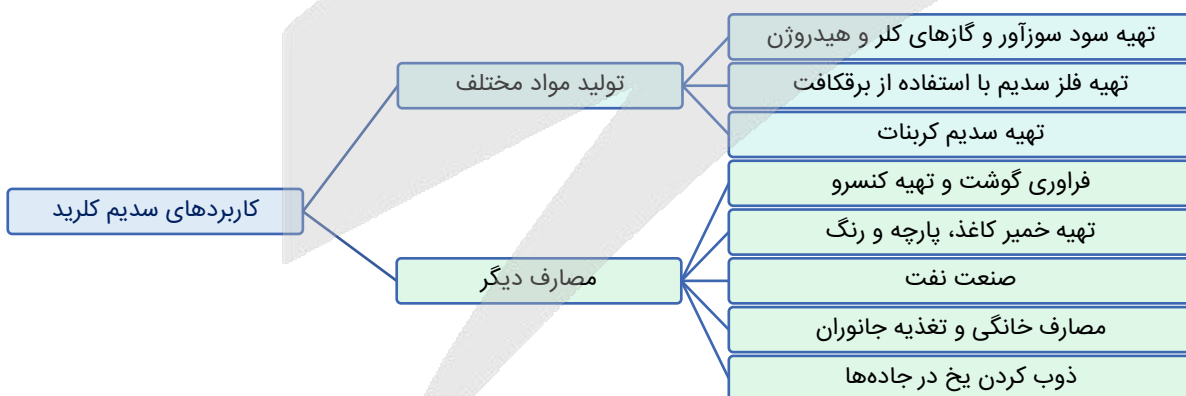 کاربردهای سدیم کلرید
تولید مواد مختلف
تهیه سود سوزآور و گازهای کلر و هیدروژن
تهیه فلز سدیم با استفاده از برقکافت
تهیه سدیم کربنات
مصارف دیگر
فراوری گوشت و تهیه کنسرو
تهیه خمیر کاغذ، پارچه و رنگ
صنعت نفت
مصارف خانگی و تغذیه جانوران
ذوب کردن یخ در جاده‌ها